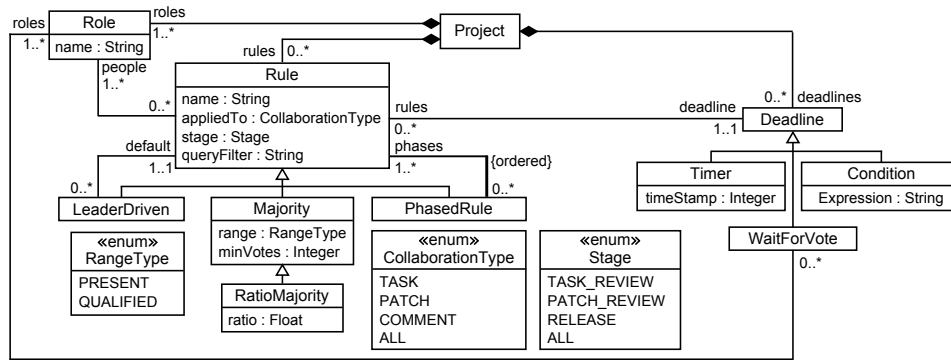 roles
Role
name : String
roles
1..*
1..*
Project
rules
0..*
people
1..*
0..*
Rule
name : String
appliedTo : CollaborationType
stage : Stage
queryFilter : String
rules
0..*
deadline
1..1
0..*
deadlines
Deadline
default
1..1
0..*
phases
1..*
{ordered}
0..*
Timer
timeStamp : Integer
Condition
Expression : String
LeaderDriven
Majority
range : RangeType
minVotes : Integer
PhasedRule
WaitForVote
0..*
«enum»
RangeType
PRESENT
QUALIFIED
RatioMajority
ratio : Float
«enum»
CollaborationType
TASK
PATCH
COMMENT
ALL
«enum»
Stage
TASK_REVIEW
PATCH_REVIEW
RELEASE
ALL